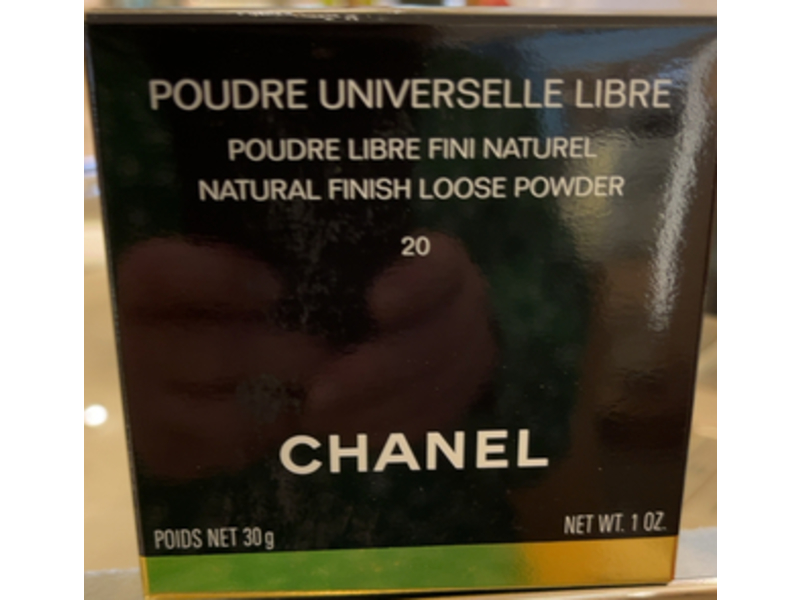 POUDRE UNIVERSELLE LIBRE
POUDRE LIBRE FINI NATUREL
NATURAL FINISH LOOSE POWDER
20
CHANEL
POIDS NET 30 g
NET WT. 1 OZ.